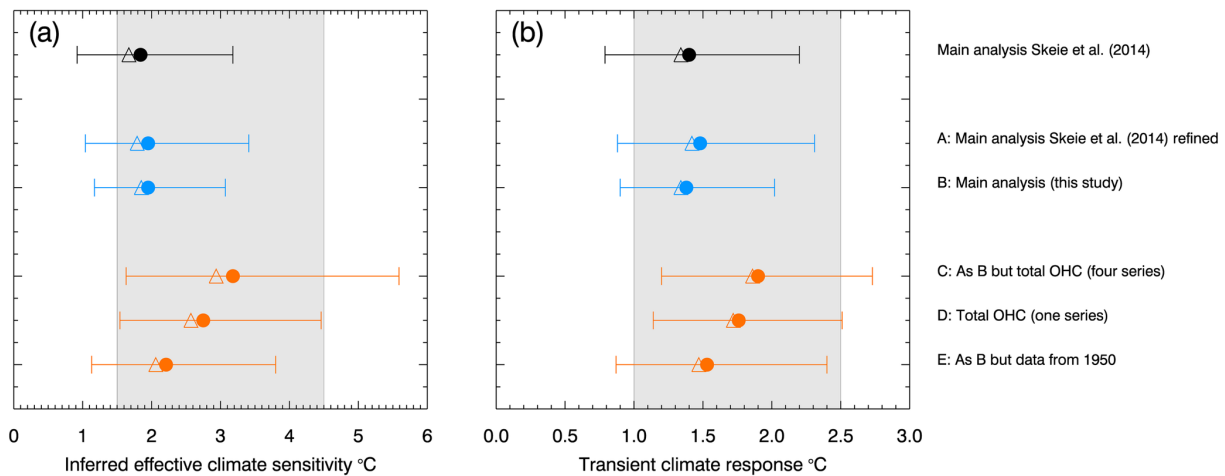 (a)
(b)
Main analysis Skeie et al. (2014)
A: Main analysis Skeie et al. (2014) refined
B: Main analysis (this study)
C: As B but total OHC (four series)
D: Total OHC (one series)
E: As B but data from 1950
0 1 2 3 4 5 6
0.0 0.5 1.0 1.5 2.0 2.5 3.0
Inferred effective climate sensitivity °C
Transient climate response °C